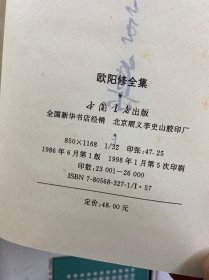 欧阳修全集
中国书店出版
全国新华书店经销 北京顺义李史山胶印厂
850×1168 1/32 印张:47.25
1986年6月第1版 1998年1月第5次印刷
印数:23 001-26 000
ISBN 7-80568-327-1/I·57
定价:48.00元